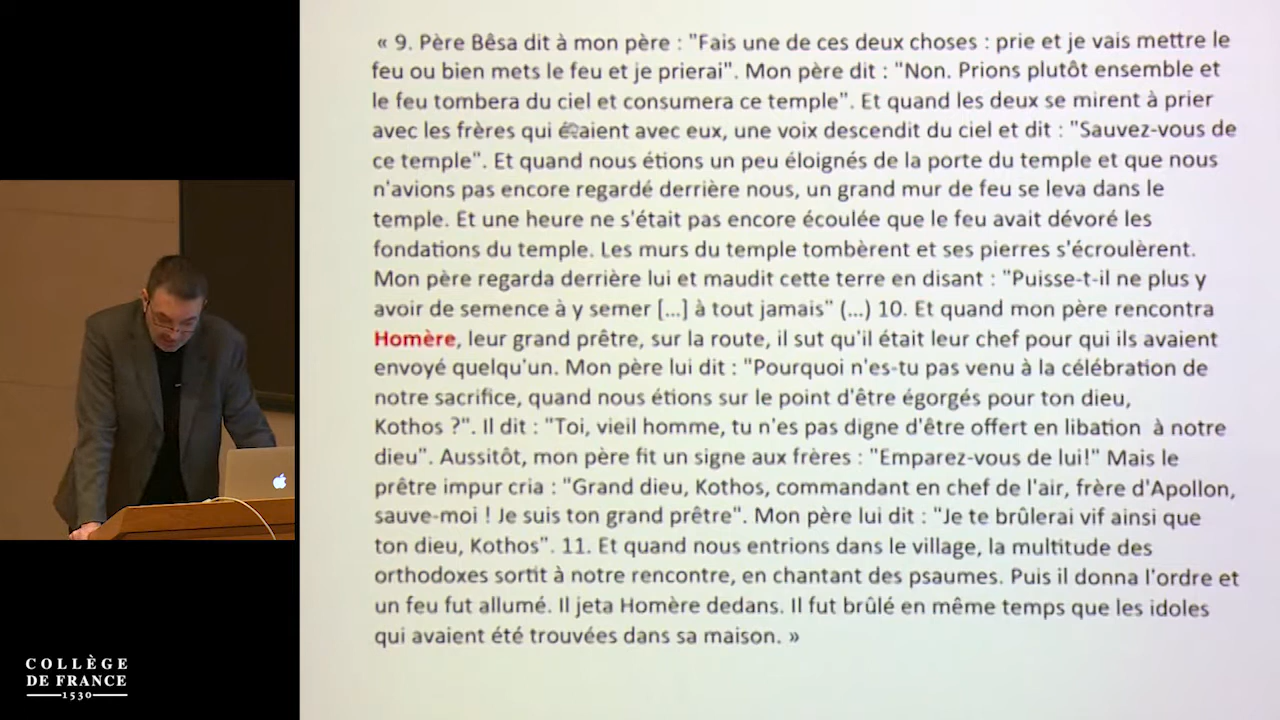 « 9. Père Bêsa dit à mon père : "Fais une de ces deux choses : prie et je vais mettre le
feu ou bien mets le feu et je prierai". Mon père dit : "Non. Prions plutôt ensemble et
le feu tombera du ciel et consumera ce temple". Et quand les deux se mirent à prier
avec les frères qui étaient avec eux, une voix descendit du ciel et dit : "Sauvez-vous de
ce temple". Et quand nous étions un peu éloignés de la porte du temple et que nous
n'avions pas encore regardé derrière nous, un grand mur de feu se leva dans le
temple. Et une heure ne s'était pas encore écoulée que le feu avait dévoré les
fondations du temple. Les murs du temple tombèrent et ses pierres s'écroulèrent.
Mon père regarda derrière lui et maudit cette terre en disant : "Puisse-t-il ne plus y
avoir de semence à y semer [...] à tout jamais" (...) 10. Et quand mon père rencontra
Homère, leur grand prêtre, sur la route, il sut qu'il était leur chef pour qui ils avaient
envoyé quelqu'un. Mon père lui dit : "Pourquoi n'es-tu pas venu à la célébration de
notre sacrifice, quand nous étions sur le point d'être égorgés pour ton dieu,
Kothos ?". Il dit : "Toi, vieil homme, tu n'es pas digne d'être offert en libation à notre
dieu". Aussitôt, mon père fit un signe aux frères : "Emparez-vous de lui!" Mais le
prêtre impur cria : "Grand dieu, Kothos, commandant en chef de l'air, frère d'Apollon,
sauve-moi ! Je suis ton grand prêtre". Mon père lui dit : "Je te brûlerai vif ainsi que
ton dieu, Kothos". 11. Et quand nous entrions dans le village, la multitude des
orthodoxes sortit à notre rencontre, en chantant des psaumes. Puis il donna l'ordre et
un feu fut allumé. Il jeta Homère dedans. Il fut brûlé en même temps que les idoles
qui avaient été trouvées dans sa maison. »
COLLÈGE
DE FRANCE
1530